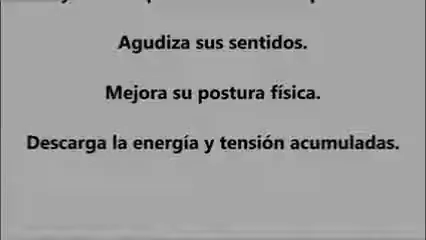 Agudiza sus sentidos.
Mejora su postura física.
Descarga la energía y tensión acumuladas.